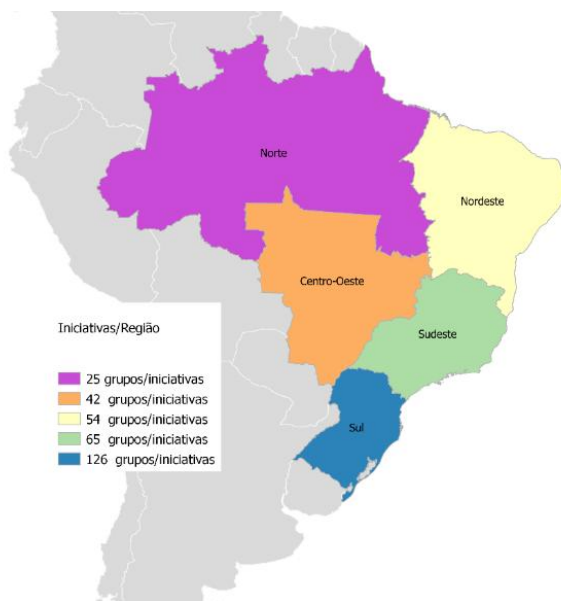 Norte
Nordeste
Centro-Oeste
Sudeste
Sul
Iniciativas/Região
25 grupos/iniciativas
42 grupos/iniciativas
54 grupos/iniciativas
65 grupos/iniciativas
126 grupos/iniciativas